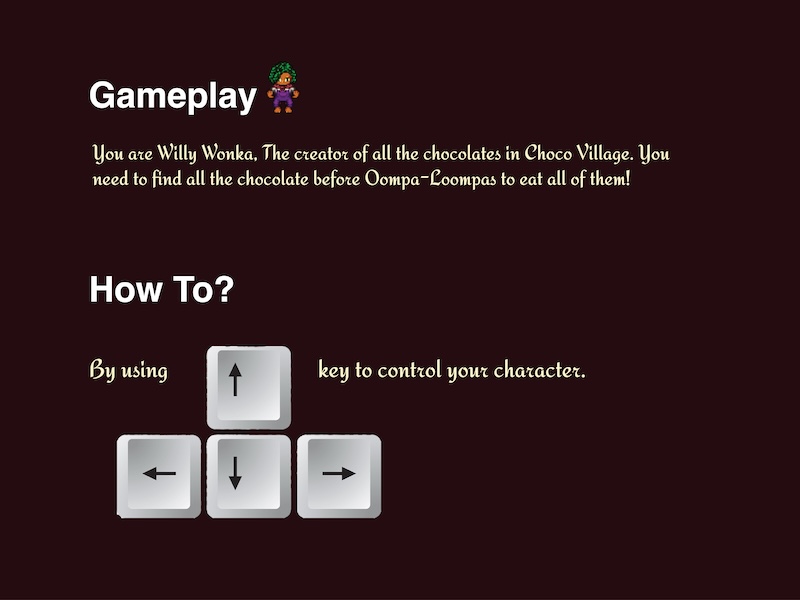 Gameplay
You are Willy Wonka, The creator of all the chocolates in Choco Village. You
need to find all the chocolate before Oompa-Loompas to eat all of them!
How To?
By using ↑ key to control your character.
← ↓ →